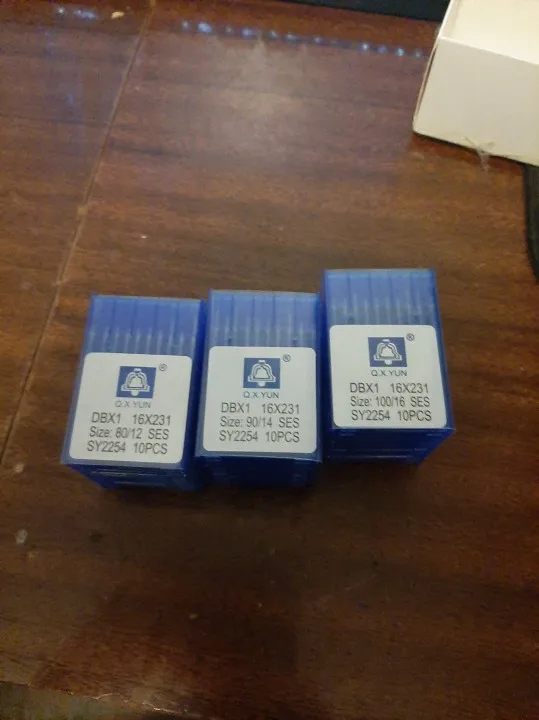 ®
Q.X.YUN
DBX1 16X231
Size: 80/12 SES
SY2254 10PCS
®
Q.X.YUN
DBX1 16X231
Size: 90/14 SES
SY2254 10PCS
®
Q.X.YUN
DBX1 16X231
Size: 100/16 SES
SY2254 10PCS